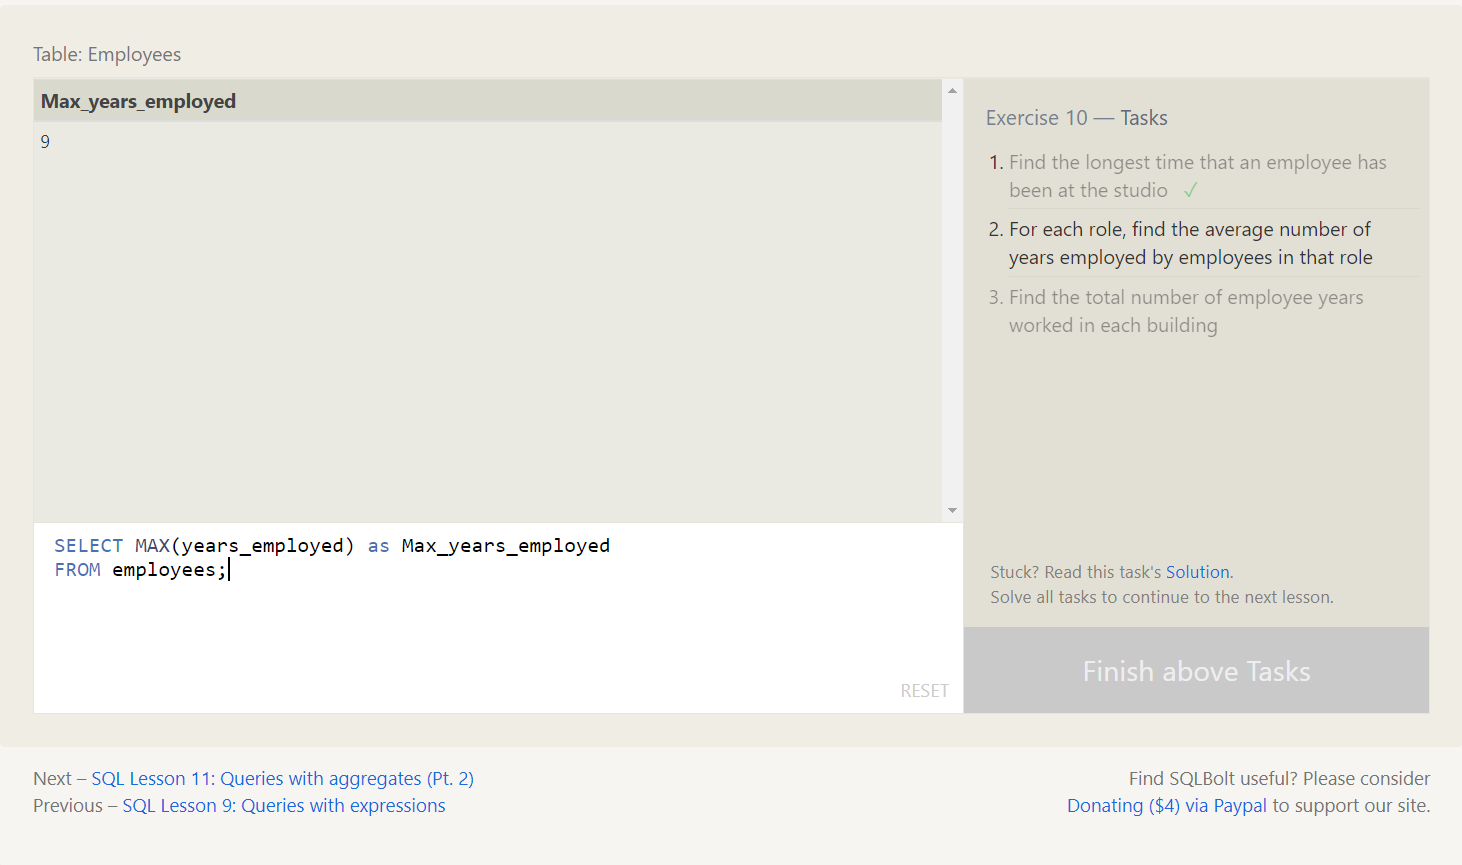 Table: Employees
Max_years_employed
9
SELECT MAX(years_employed) as Max_years_employed
FROM employees;
RESET
Exercise 10 — Tasks
1. Find the longest time that an employee has
been at the studio ✓
2. For each role, find the average number of
years employed by employees in that role
3. Find the total number of employee years
worked in each building
Stuck? Read this task's Solution.
Solve all tasks to continue to the next lesson.
Finish above Tasks
Next – SQL Lesson 11: Queries with aggregates (Pt. 2)
Previous – SQL Lesson 9: Queries with expressions
Find SQLBolt useful? Please consider
Donating ($4) via Paypal to support our site.